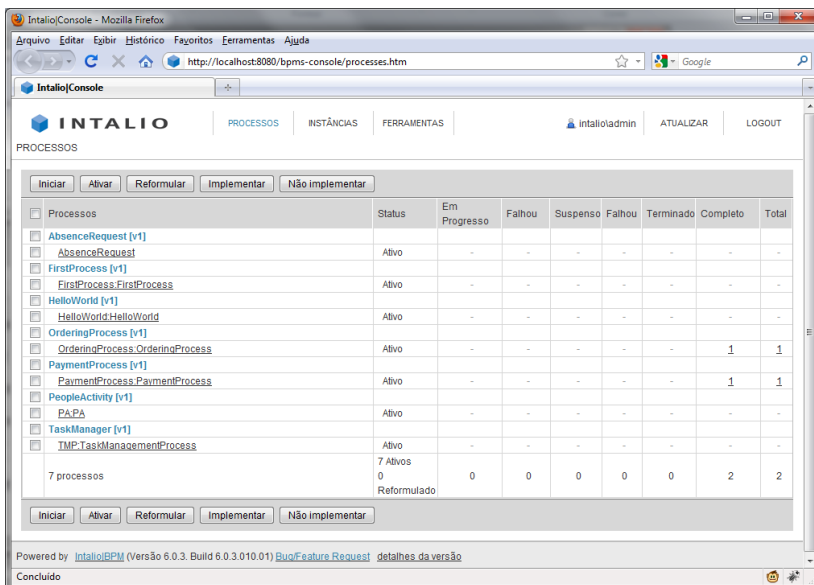 Intalio|Console - Mozilla Firefox
Arquivo Editar Exibir Histórico Favoritos Ferramentas Ajuda
http://localhost:8080/bpms-console/processes.htm Google
Intalio|Console
INTALIO PROCESSOS INSTÂNCIAS FERRAMENTAS intalio\admin ATUALIZAR LOGOUT
PROCESSOS
Iniciar Ativar Reformular Implementar Não implementar
Processos Status Em Progresso Falhou Suspenso Falhou Terminado Completo Total
AbsenceRequest [v1]
AbsenceRequest Ativo - - - - - - -
FirstProcess [v1]
FirstProcess:FirstProcess Ativo - - - - - - -
HelloWorld [v1]
HelloWorld:HelloWorld Ativo - - - - - - -
OrderingProcess [v1]
OrderingProcess:OrderingProcess Ativo - - - - - 1 1
PaymentProcess [v1]
PaymentProcess:PaymentProcess Ativo - - - - - 1 1
PeopleActivity [v1]
PA:PA Ativo - - - - - - -
TaskManager [v1]
TMP:TaskManagementProcess Ativo - - - - - - -
7 processos 7 Ativos 0 Reformulado 0 0 0 0 0 2 2
Iniciar Ativar Reformular Implementar Não implementar
Powered by Intalio|BPM (Versão 6.0.3. Build 6.0.3.010.01) Bug/Feature Request detalhes da versão
Concluído